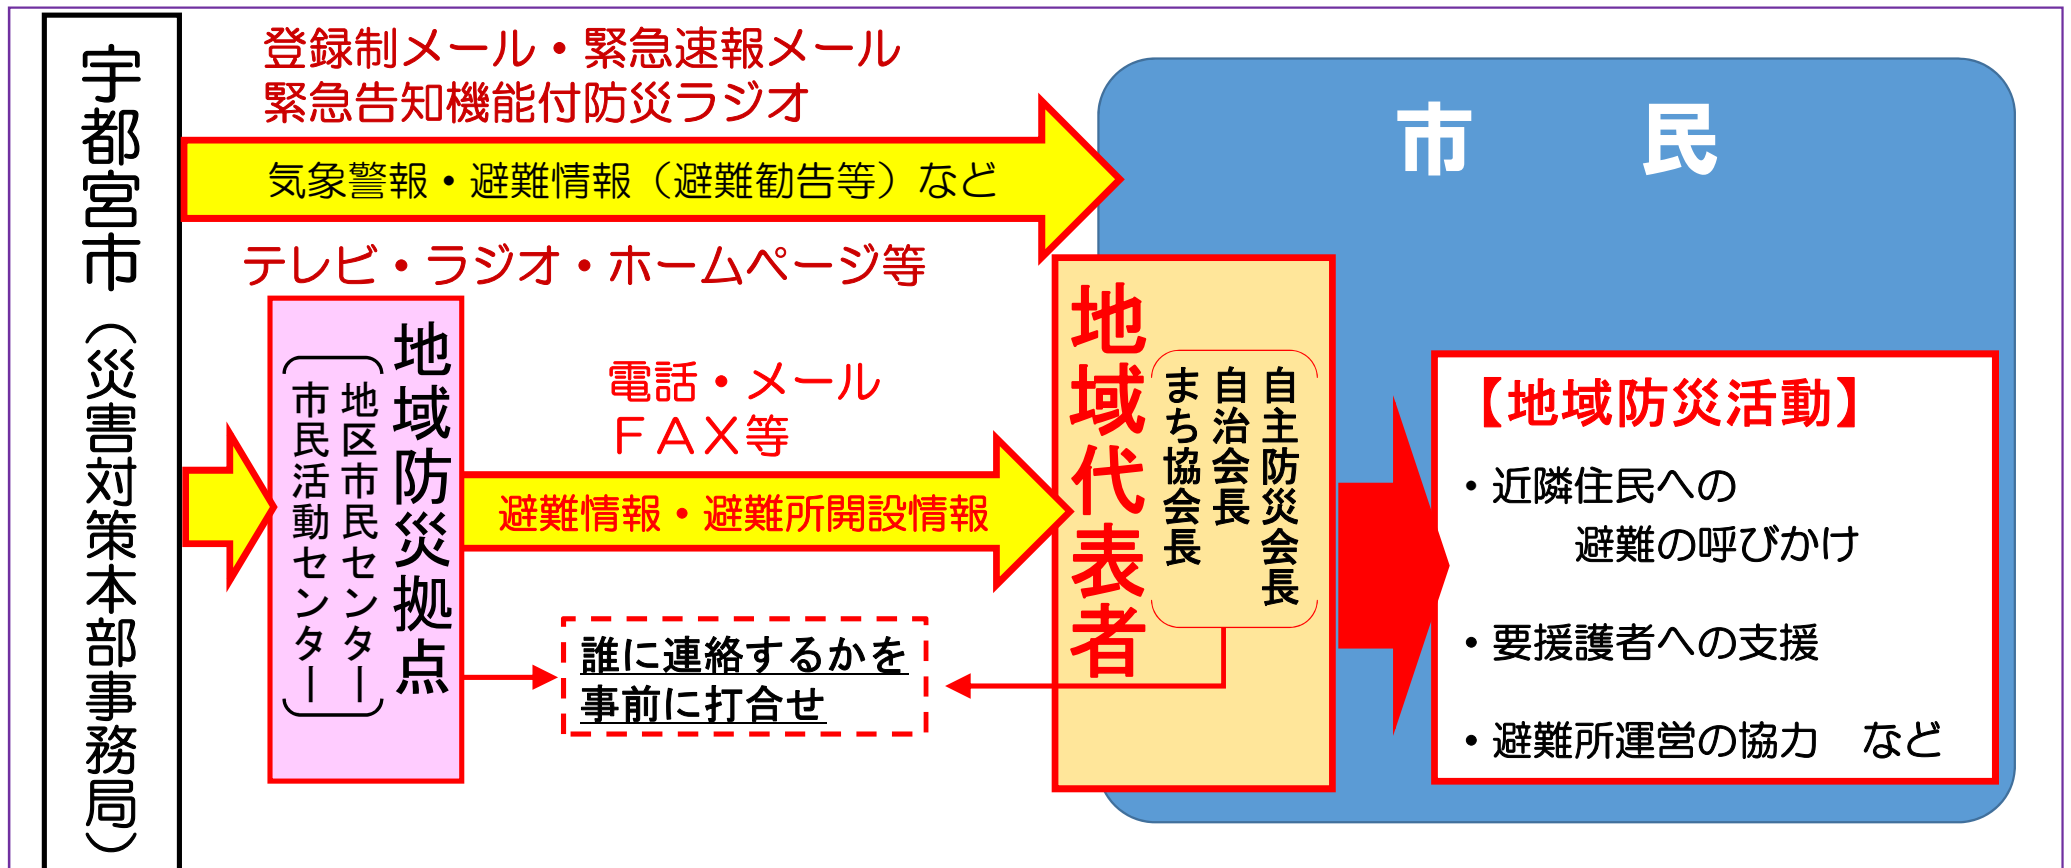 宇都宮市（災害対策本部事務局）
登録制メール・緊急速報メール
緊急告知機能付防災ラジオ
気象警報・避難情報（避難勧告等）など
テレビ・ラジオ・ホームページ等
地域防災拠点
地区市民センター
市民活動センター
電話・メール
ＦＡＸ等
避難情報・避難所開設情報
誰に連絡するかを
事前に打合せ
市　民
地域代表者
自主防災会長
自治会長
まち協会長
【地域防災活動】
・近隣住民への
避難の呼びかけ
・要援護者への支援
・避難所運営の協力　など